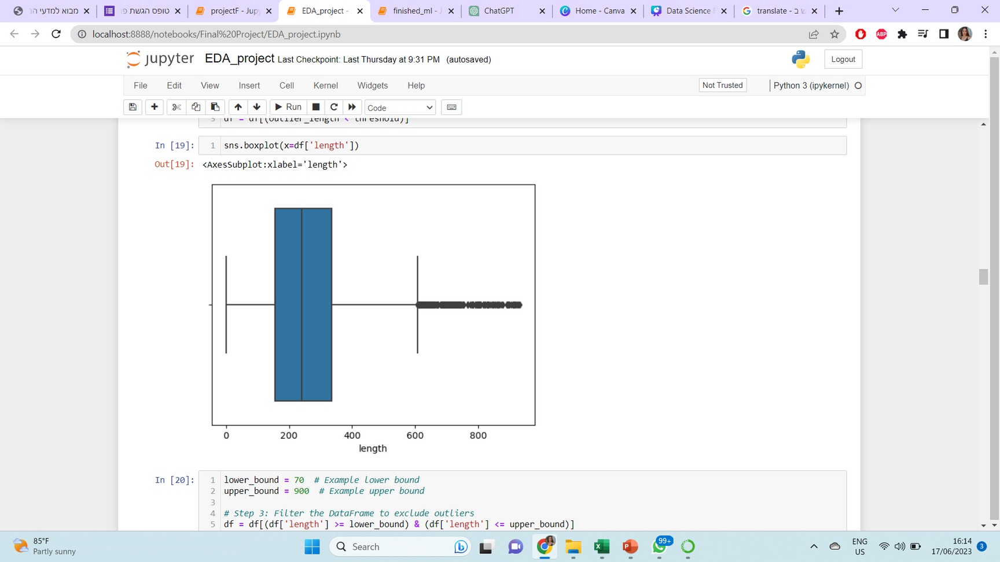 מבוא למדעי הנ
טופס הגשת פ
projectF - Jup
EDA_project -
finished_ml -
ChatGPT
Home - Canva
Data Science
translate - ש ב
localhost:8888/notebooks/Final%20Project/EDA_project.ipynb
ABP
jupyter EDA_project Last Checkpoint: Last Thursday at 9:31 PM (autosaved)
Logout
File Edit View Insert Cell Kernel Widgets Help
Not Trusted
Python 3 (ipykernel)
Run
Code
3 df = df[(outlier_length < threshold)]
In [19]: 1 sns.boxplot(x=df['length'])
Out[19]: <AxesSubplot:xlabel='length'>
0 200 400 600 800
length
In [20]: 1 lower_bound = 70 # Example lower bound
2 upper_bound = 900 # Example upper bound
3
4 # Step 3: Filter the DataFrame to exclude outliers
5 df = df[(df['length'] >= lower_bound) & (df['length'] <= upper_bound)]
85°F
Partly sunny
Search
99+
ENG
US
16:14
17/06/2023
3